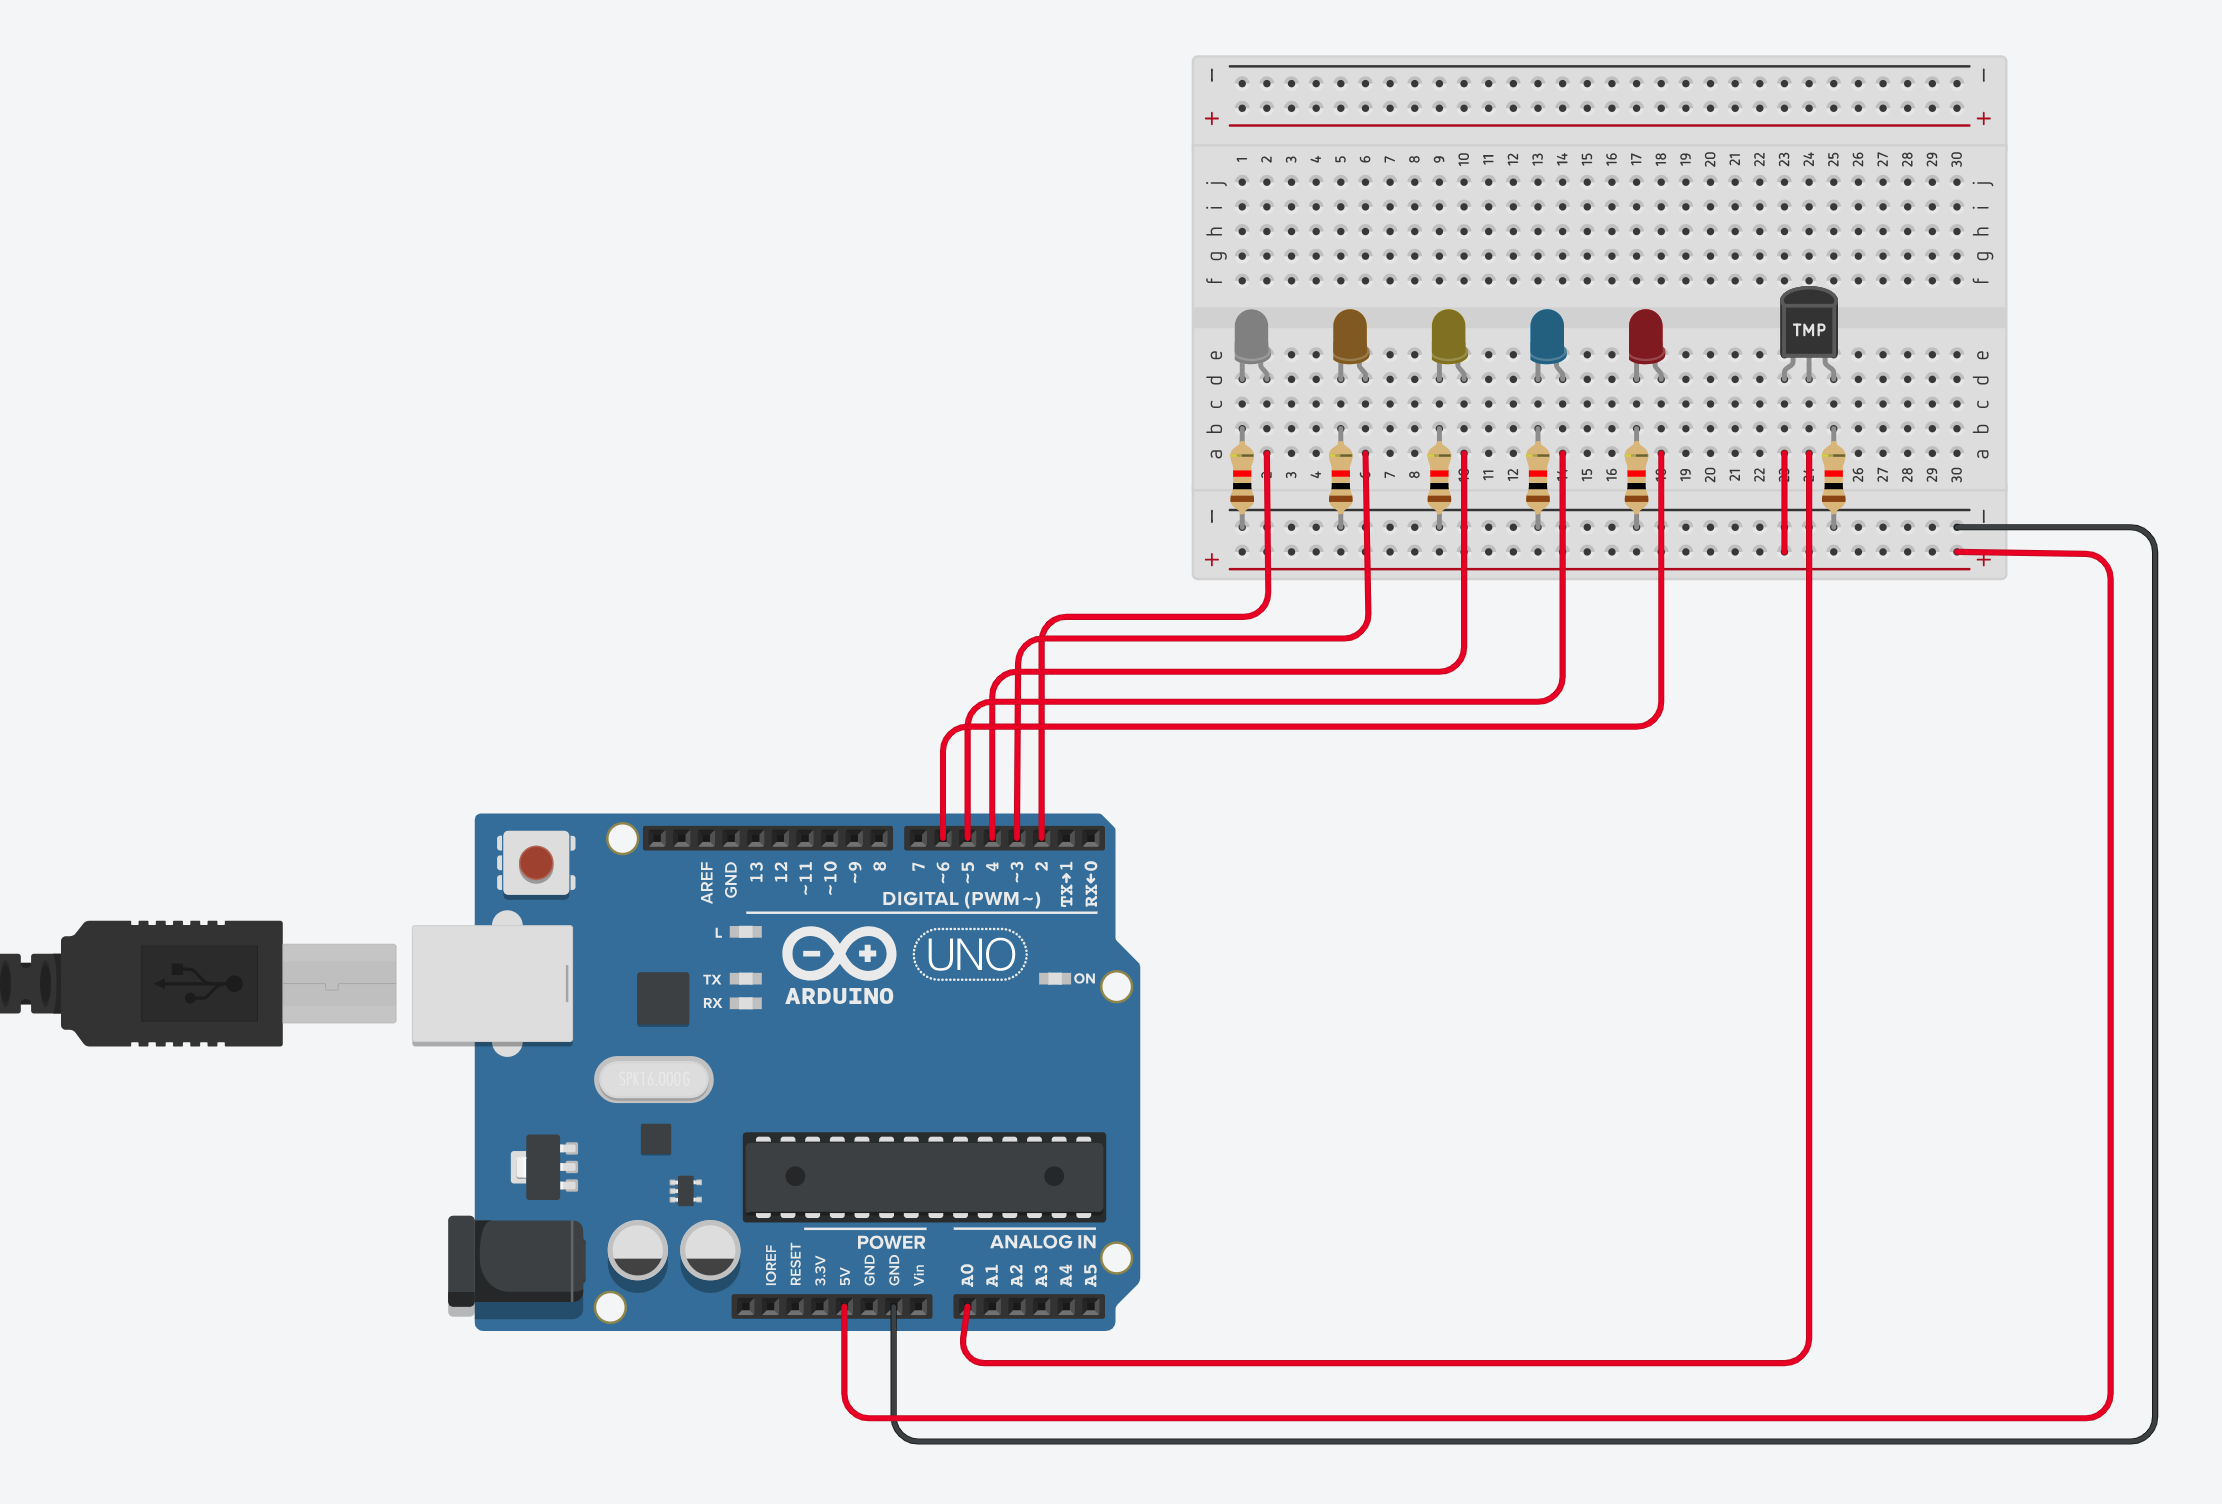 − −
+ +
1 2 3 4 5 6 7 8 9 10 11 12 13 14 15 16 17 18 19 20 21 22 23 24 25 26 27 28 29 30
j j
i i
h h
g g
f f
TMP
e e
d d
c c
b b
a a
3 4 7 8 11 12 15 16 19 20 21 22 26 27 28 29 30
− −
+ +
AREF GND 13 12 ~11 ~10 ~9 8 7 ~6 ~5 4 ~3 2 TX→1 RX←0
DIGITAL (PWM~)
L
UNO
TX
ON
RX
ARDUINO
SPK16.000G
POWER ANALOG IN
IOREF RESET 3.3V 5V GND GND Vin A0 A1 A2 A3 A4 A5